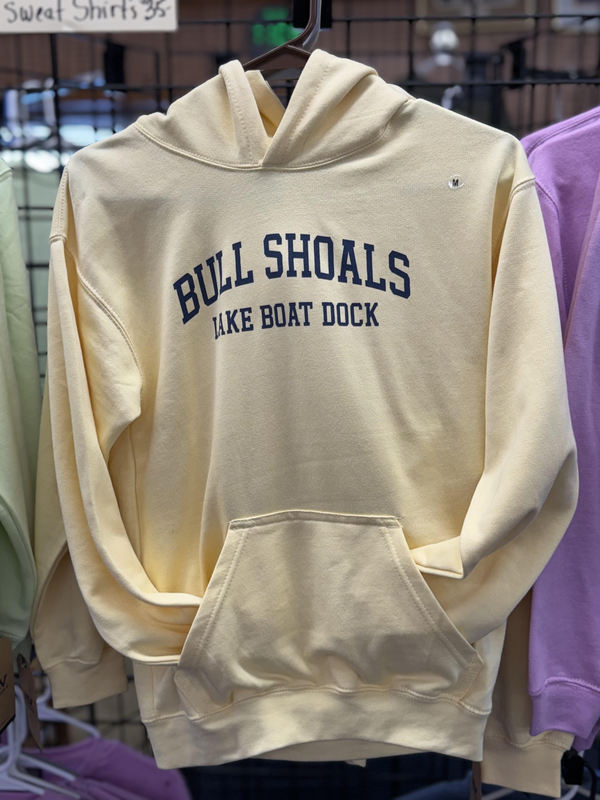 Sweat Shirts 35-
M
BULL SHOALS
LAKE BOAT DOCK